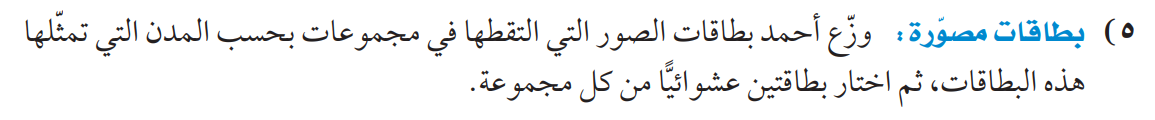 ٥) بطاقات مصوّرة: وزّع أحمد بطاقات الصور التي التقطها في مجموعات بحسب المدن التي تمثّلها
هذه البطاقات، ثم اختار بطاقتين عشوائيًّا من كل مجموعة.